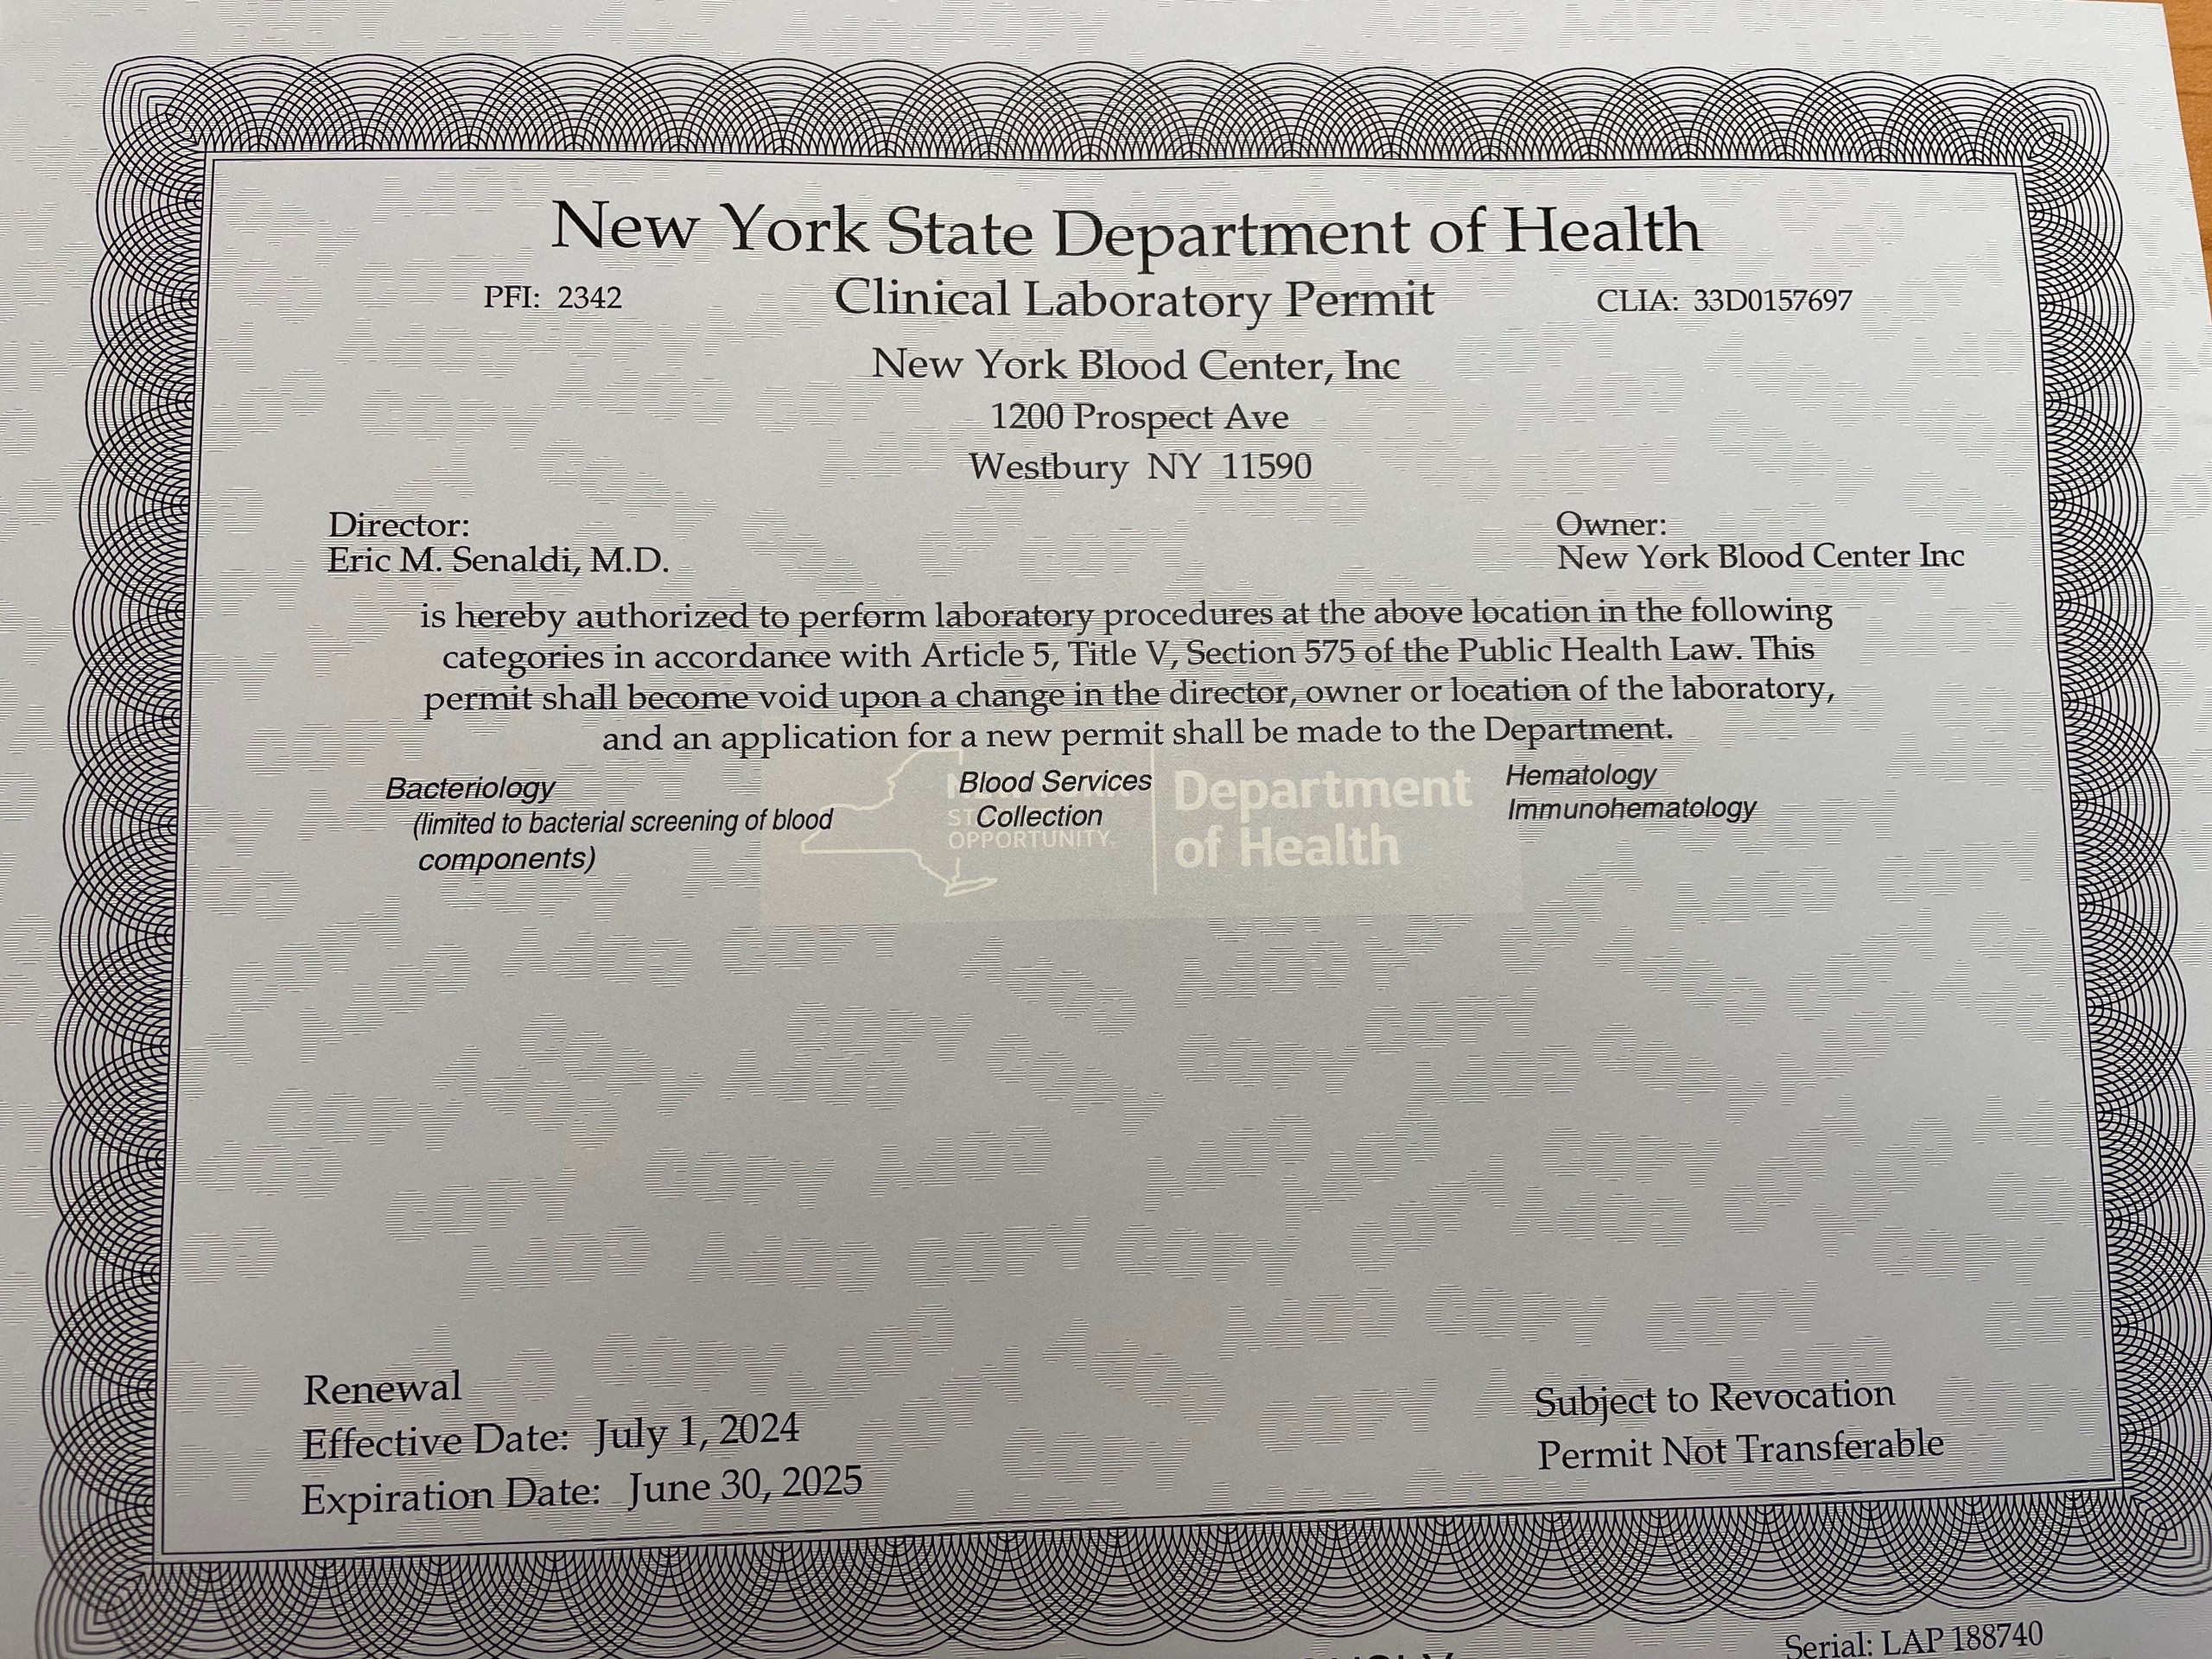 New York State Department of Health
PFI: 2342
Clinical Laboratory Permit
CLIA: 33D0157697
New York Blood Center, Inc
1200 Prospect Ave
Westbury NY 11590
Director:
Eric M. Senaldi, M.D.
Owner:
New York Blood Center Inc
is hereby authorized to perform laboratory procedures at the above location in the following
categories in accordance with Article 5, Title V, Section 575 of the Public Health Law. This
permit shall become void upon a change in the director, owner or location of the laboratory,
and an application for a new permit shall be made to the Department.
Bacteriology
(limited to bacterial screening of blood
components)
Blood Services
Collection
Hematology
Immunohematology
OPPORTUNITY.
Department
of Health
Renewal
Effective Date: July 1, 2024
Expiration Date: June 30, 2025
Subject to Revocation
Permit Not Transferable
Serial: LAP 188740